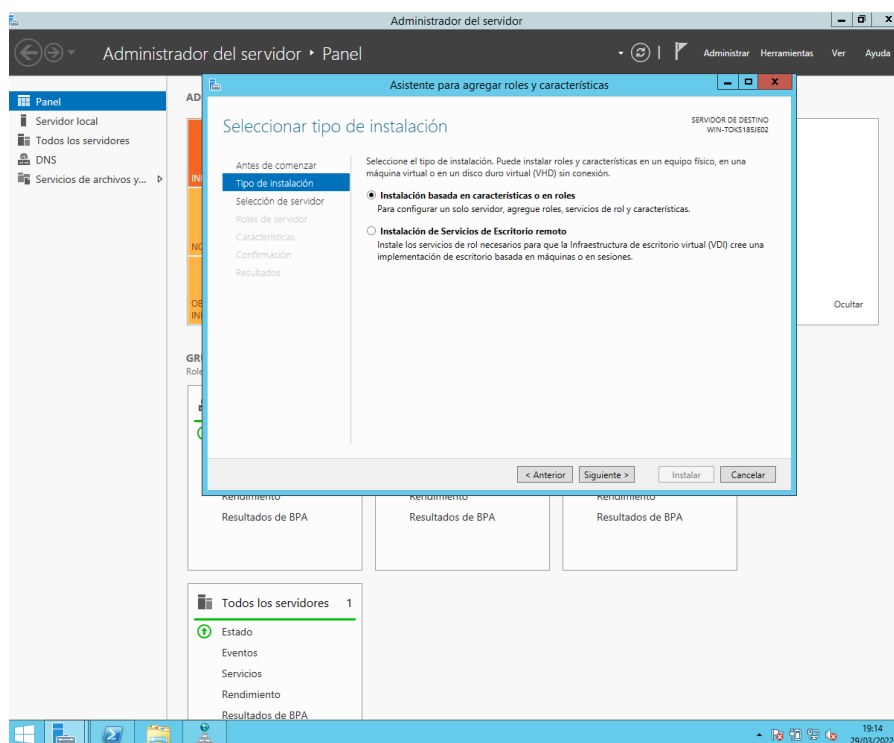 Administrador del servidor
Administrador del servidor • Panel
Administrar Herramientas Ver Ayuda
Panel
Servidor local
Todos los servidores
DNS
Servicios de archivos y...
Asistente para agregar roles y características
Seleccionar tipo de instalación
SERVIDOR DE DESTINO
WIN-TOKS185JE02
Antes de comenzar
Tipo de instalación
Selección de servidor
Roles de servidor
Características
Confirmación
Resultados
Seleccione el tipo de instalación. Puede instalar roles y características en un equipo físico, en una
máquina virtual o en un disco duro virtual (VHD) sin conexión.
Instalación basada en características o en roles
Para configurar un solo servidor, agregue roles, servicios de rol y características.
Instalación de Servicios de Escritorio remoto
Instale los servicios de rol necesarios para que la Infraestructura de escritorio virtual (VDI) cree una
implementación de escritorio basada en máquinas o en sesiones.
< Anterior Siguiente > Instalar Cancelar
Ocultar
Rendimiento Rendimiento Rendimiento
Resultados de BPA Resultados de BPA Resultados de BPA
Todos los servidores 1
Estado
Eventos
Servicios
Rendimiento
Resultados de BPA
19:14